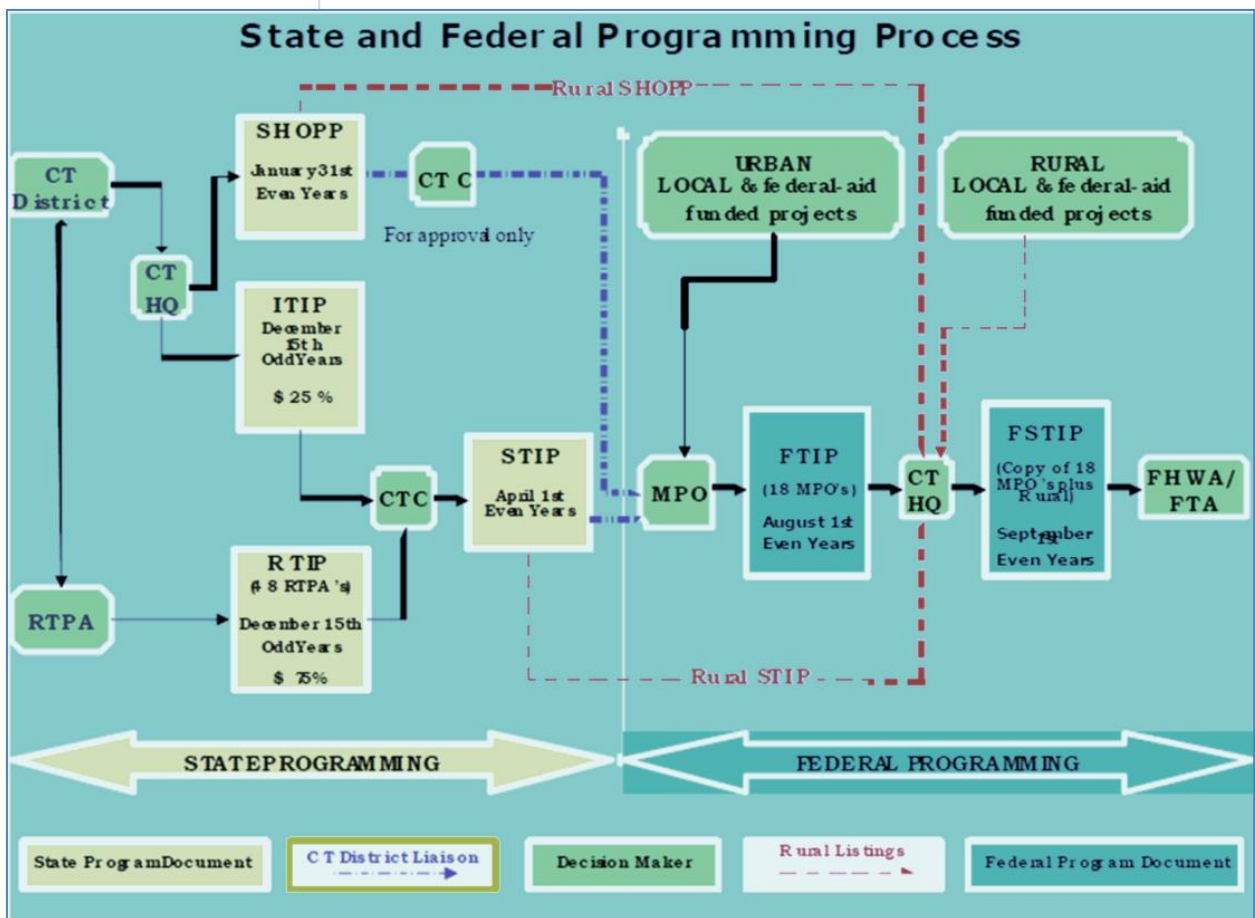 State and Federal Programming Process
Rural SHOPP
SHOPP
January 31st
Even Years
CTC
For approval only
URBAN
LOCAL & federal-aid
funded projects
RURAL
LOCAL & federal-aid
funded projects
CT
District
CT
HQ
ITIP
December
15th
Odd Years
$ 25 %
CTC
STIP
April 1st
Even Years
MPO
FTIP
(18 MPO's)
August 1st
Even Years
CT
HQ
FSTIP
(Copy of 18
MPO's plus
Rural)
September
1st
Even Years
FHWA/
FTA
RTPA
RTIP
(48 RTPA's)
December 15th
Odd Years
$ 75%
Rural STIP
STATE PROGRAMMING
FEDERAL PROGRAMMING
State Program Document
CT District Liaison
Decision Maker
Rural Listings
Federal Program Document